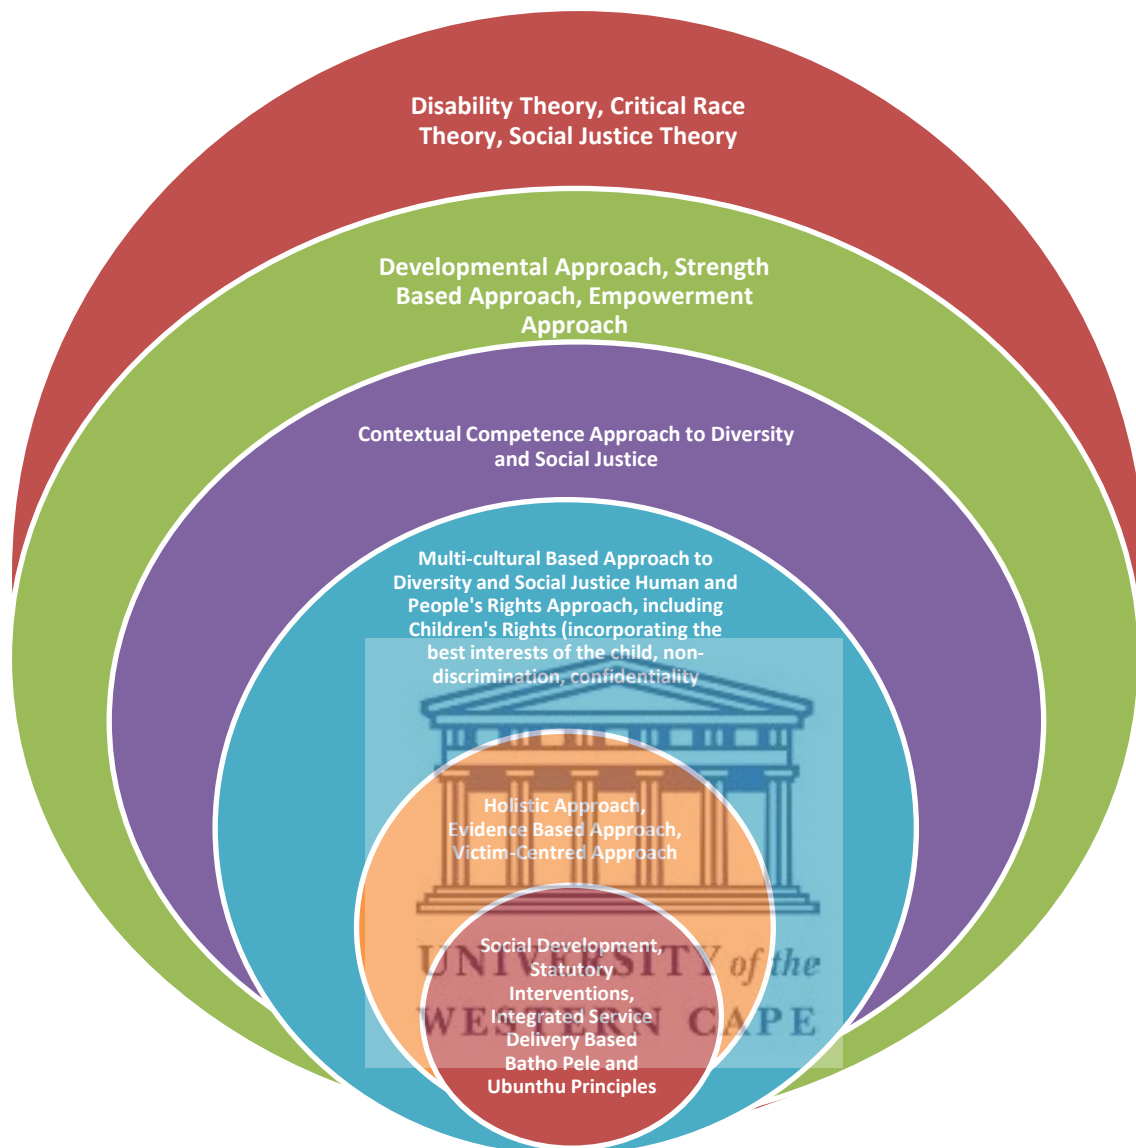 Disability Theory, Critical Race
Theory, Social Justice Theory
Developmental Approach, Strength
Based Approach, Empowerment
Approach
Contextual Competence Approach to Diversity
and Social Justice
Multi-cultural Based Approach to
Diversity and Social Justice Human and
People's Rights Approach, including
Children's Rights (incorporating the
best interests of the child, non-
discrimination, confidentiality
Holistic Approach,
Evidence Based Approach,
Victim-Centred Approach
Social Development,
Statutory
Interventions,
Integrated Service
Delivery Based
Batho Pele and
Ubunthu Principles
UNIVERSITY of the
WESTERN CAPE